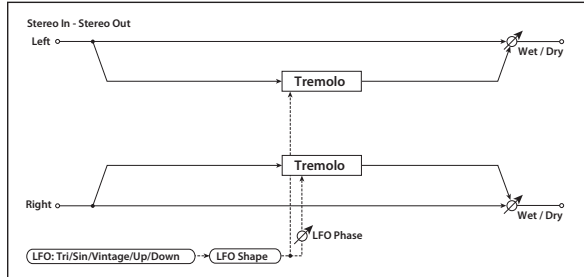 Stereo In - Stereo Out
Left
Wet / Dry
Tremolo
Tremolo
Right
Wet / Dry
LFO Phase
LFO: Tri/Sin/Vintage/Up/Down
LFO Shape